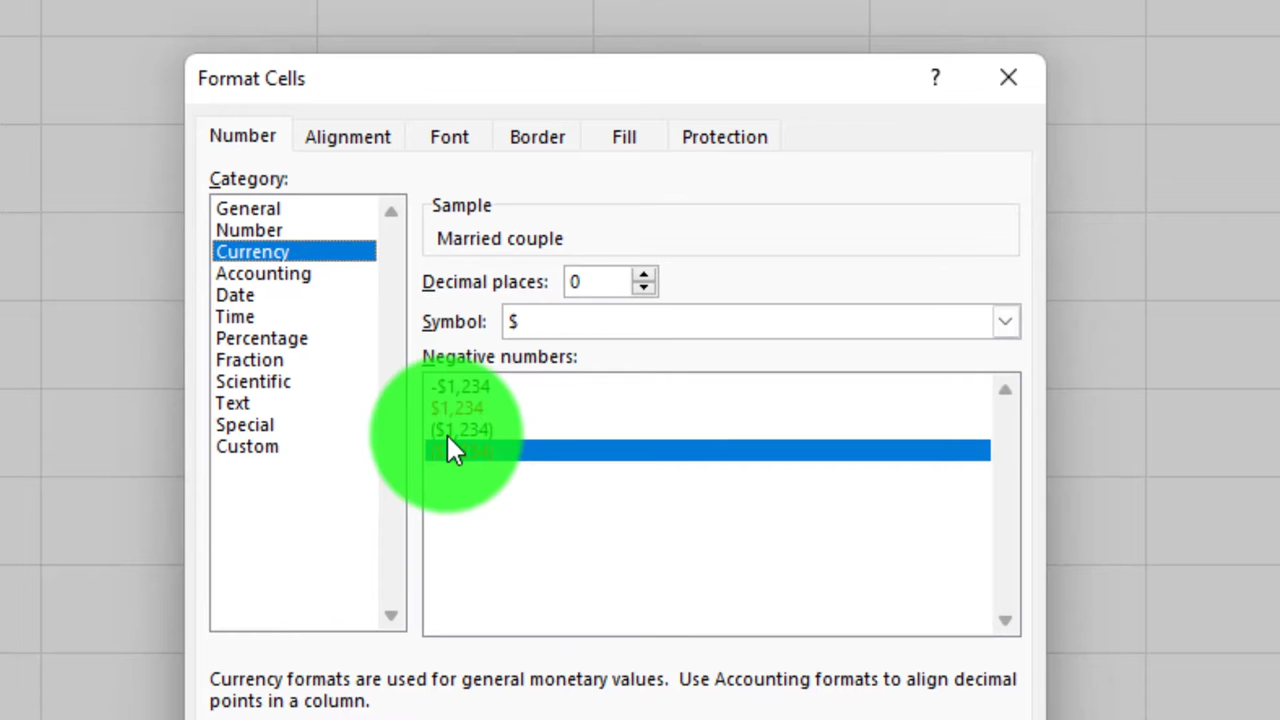 Format Cells
?
Number Alignment Font Border Fill Protection
Category:
General
Number
Currency
Accounting
Date
Time
Percentage
Fraction
Scientific
Text
Special
Custom
Sample
Married couple
Decimal places: 0
Symbol: $
Negative numbers:
-$1,234
$1,234
($1,234)
Currency formats are used for general monetary values. Use Accounting formats to align decimal
points in a column.